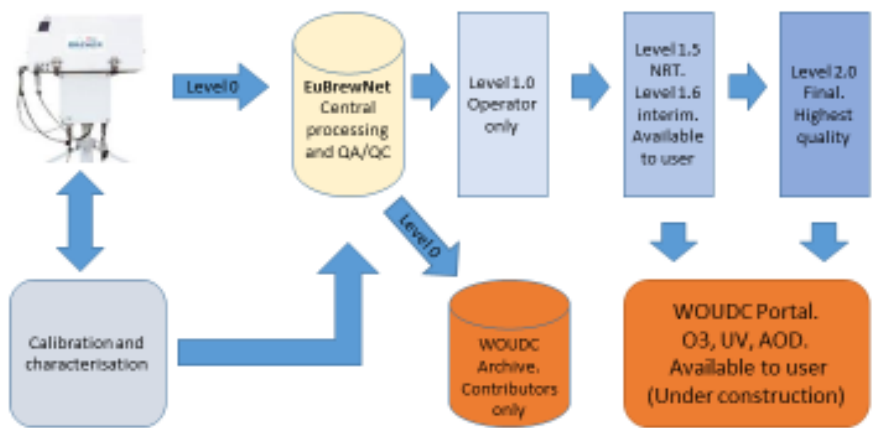 BREWER
Level 0
EuBrewNet
Central
processing
and QA/QC
Level 1.0
Operator
only
Level 1.5
NRT.
Level 1.6
interim.
Available
to user
Level 2.0
Final.
Highest
quality
Level 0
Calibration and
characterisation
WOUDC
Archive.
Contributors
only
WOUDC Portal.
O3, UV, AOD.
Available to user
(Under construction)